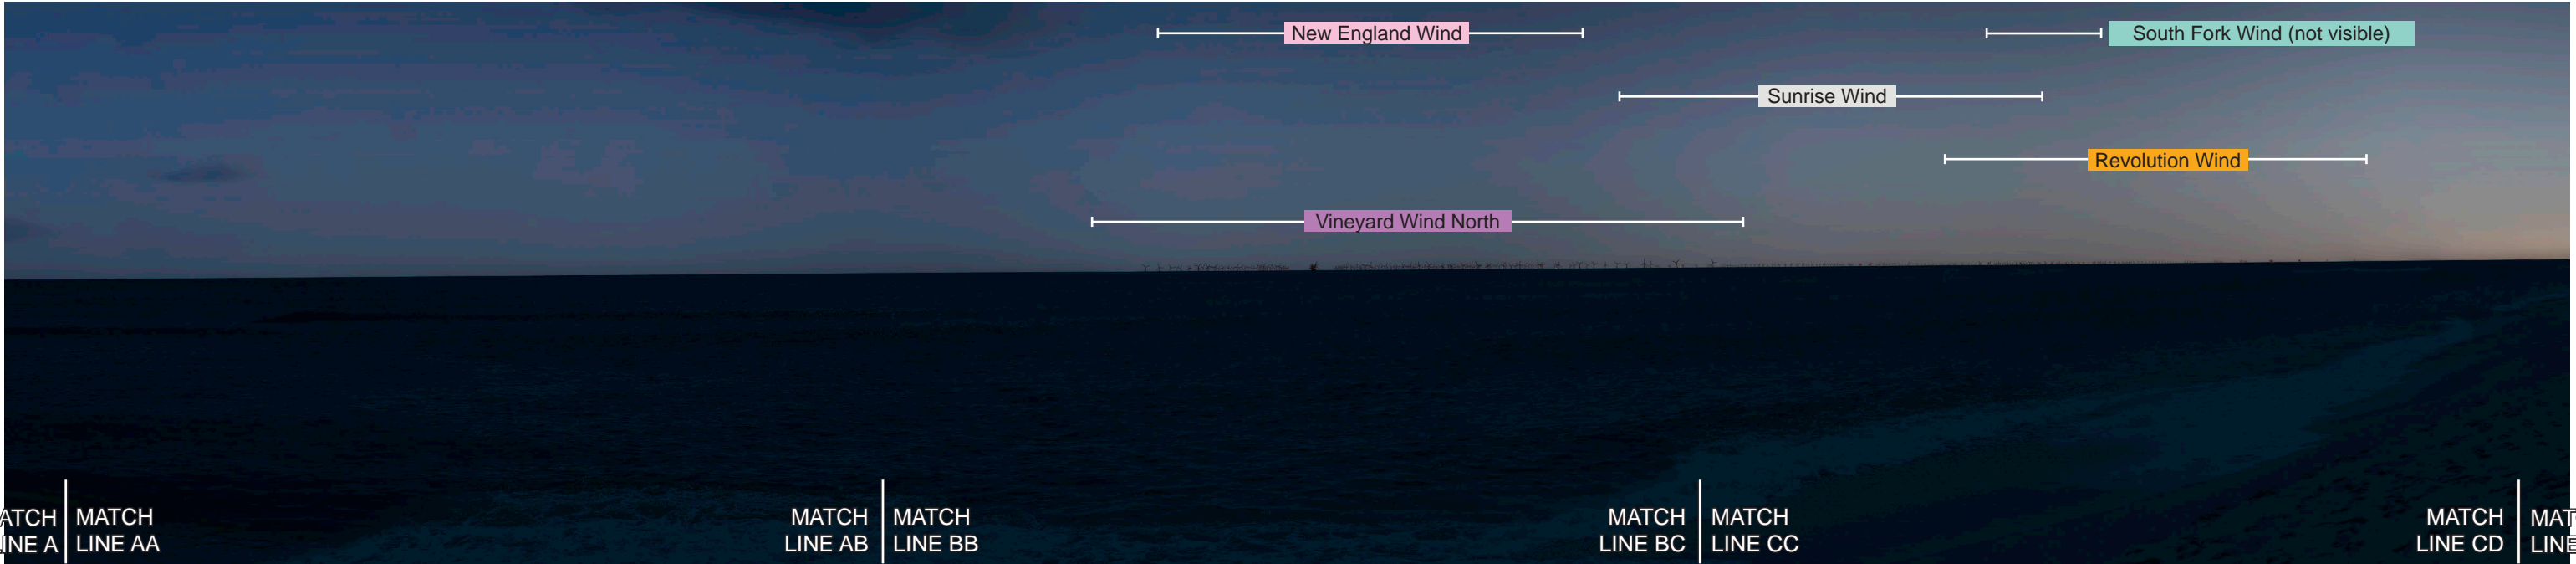 New England Wind
South Fork Wind (not visible)
Sunrise Wind
Revolution Wind
Vineyard Wind North
ATCH
INE A
MATCH
LINE AA
MATCH
LINE AB
MATCH
LINE BB
MATCH
LINE BC
MATCH
LINE CC
MATCH
LINE CD
MAT
LINE